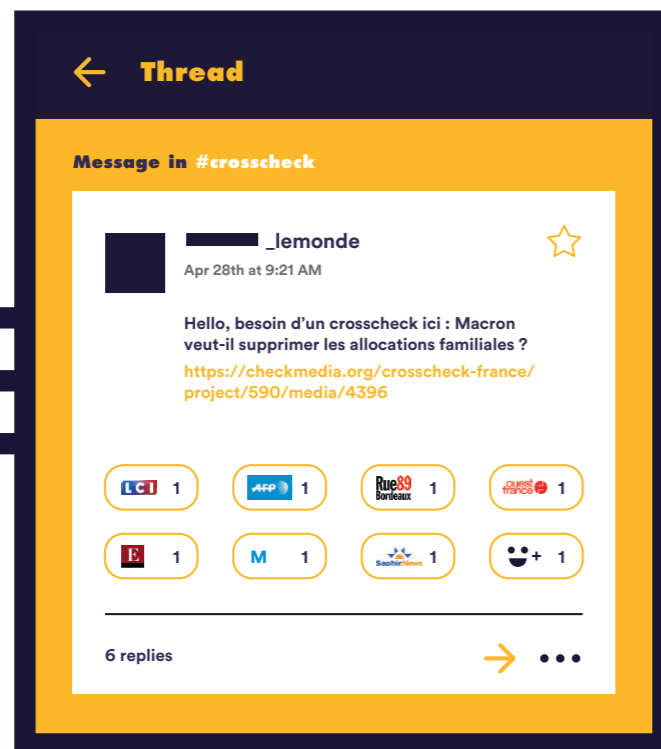 Thread
Message in #crosscheck
_lemonde
Apr 28th at 9:21 AM
Hello, besoin d'un crosscheck ici : Macron
veut-il supprimer les allocations familiales ?
https://checkmedia.org/crosscheck-france/
project/590/media/4396
LCI 1
AFP 1
Rue89
Bordeaux 1
ouest
france 1
E 1
M 1
SaphirNews 1
+ 1
6 replies